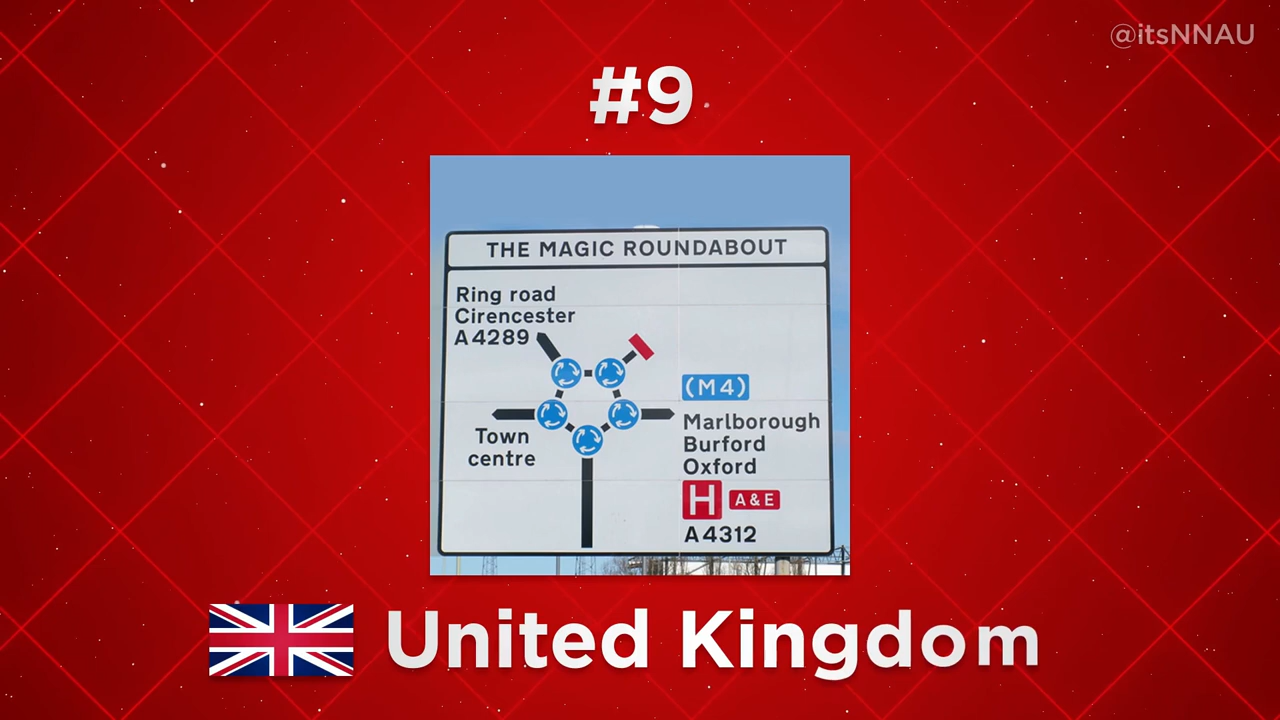 @itsNNAU
#9
THE MAGIC ROUNDABOUT
Ring road
Cirencester
A4289
(M4)
Town
centre
Marlborough
Burford
Oxford
H A&E
A4312
United Kingdom